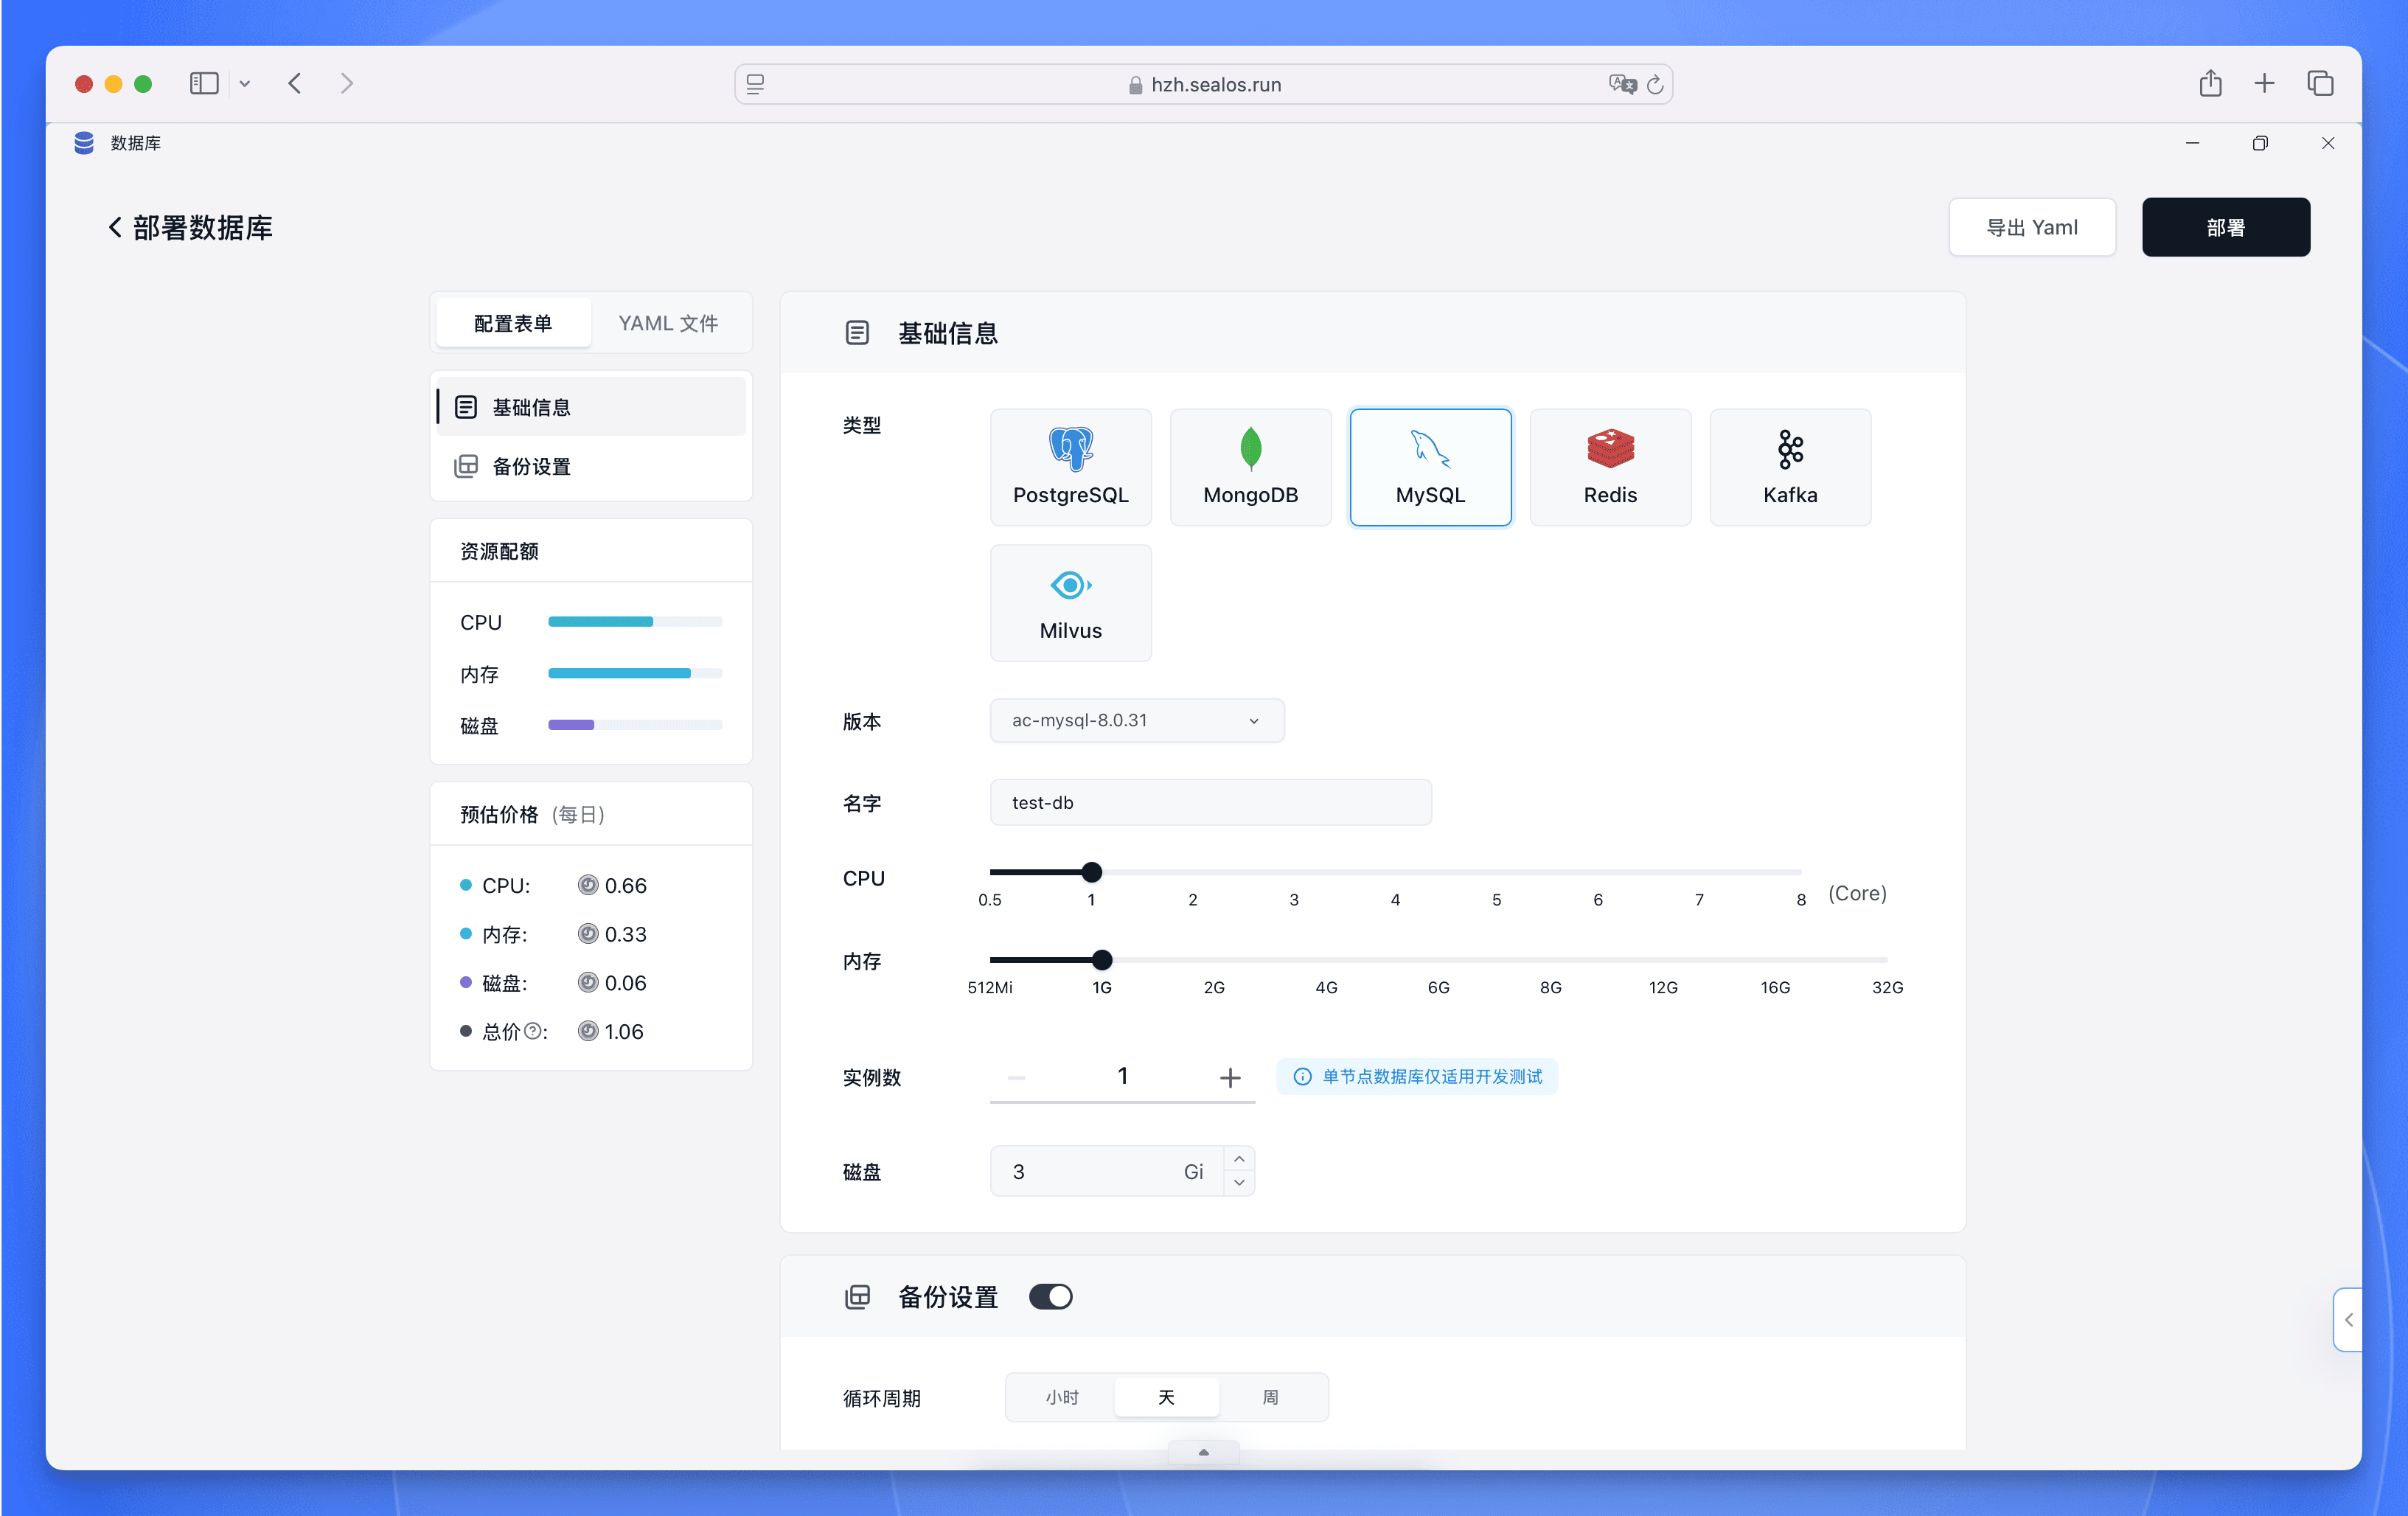 hzh.sealos.run
数据库
部署数据库
导出 Yaml
部署
配置表单
YAML 文件
基础信息
备份设置
资源配额
CPU
内存
磁盘
预估价格 (每日)
CPU: 0.66
内存: 0.33
磁盘: 0.06
总价?: 1.06
基础信息
类型
PostgreSQL
MongoDB
MySQL
Redis
Kafka
Milvus
版本
ac-mysql-8.0.31
名字
test-db
CPU
0.5 1 2 3 4 5 6 7 8 (Core)
内存
512Mi 1G 2G 4G 6G 8G 12G 16G 32G
实例数
1
单节点数据库仅适用开发测试
磁盘
3 Gi
备份设置
循环周期
小时 天 周